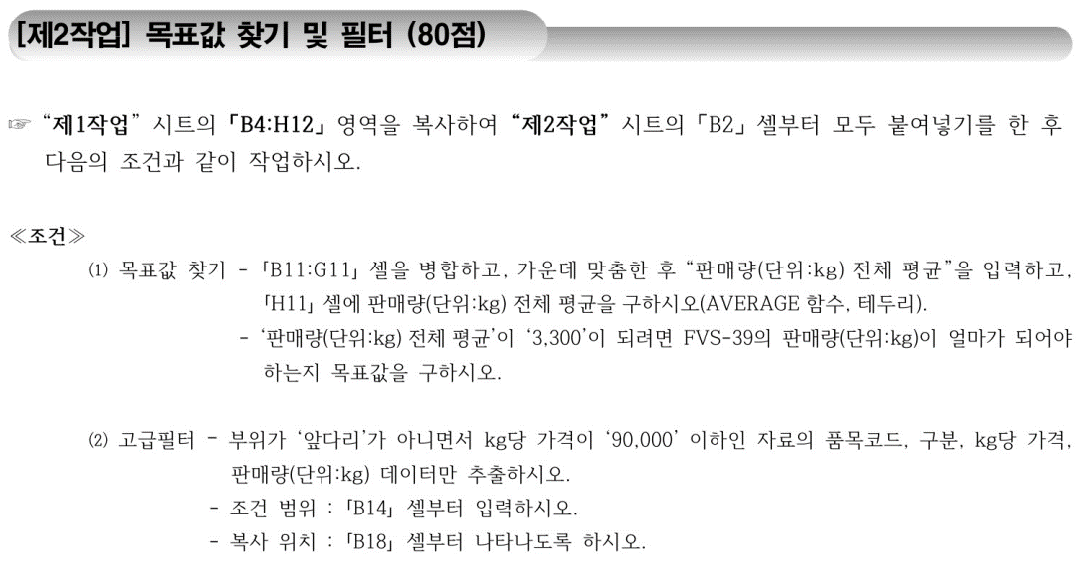 [제2작업] 목표값 찾기 및 필터 (80점)
☞ “제1작업” 시트의 「B4:H12」 영역을 복사하여 “제2작업” 시트의 「B2」 셀부터 모두 붙여넣기를 한 후
다음의 조건과 같이 작업하시오.
≪조건≫
⑴ 목표값 찾기 - 「B11:G11」 셀을 병합하고, 가운데 맞춤한 후 “판매량(단위:kg) 전체 평균”을 입력하고,
「H11」 셀에 판매량(단위:kg) 전체 평균을 구하시오(AVERAGE 함수, 테두리).
- ‘판매량(단위:kg) 전체 평균’이 ‘3,300’이 되려면 FVS-39의 판매량(단위:kg)이 얼마가 되어야
하는지 목표값을 구하시오.
⑵ 고급필터 - 부위가 ‘앞다리’가 아니면서 kg당 가격이 ‘90,000’ 이하인 자료의 품목코드, 구분, kg당 가격,
판매량(단위:kg) 데이터만 추출하시오.
- 조건 범위 : 「B14」 셀부터 입력하시오.
- 복사 위치 : 「B18」 셀부터 나타나도록 하시오.